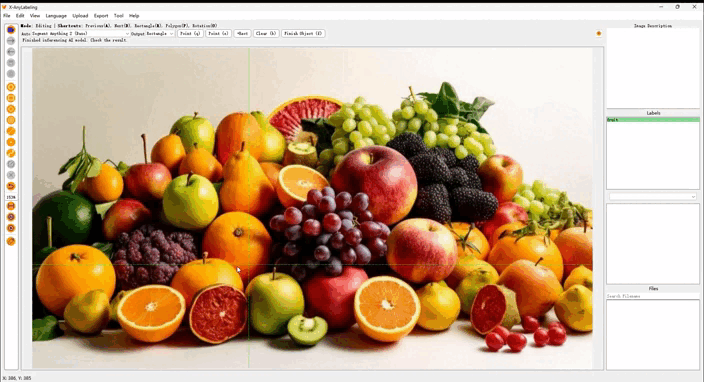 X-AnyLabeling
File Edit View Language Upload Export Tool Help
Mode: Editing | Shortcuts: Previous(A), Next(D), Rectangle(R), Polygon(P), Rotation(O)
Auto Segment Anything 2 (Base) Output Rectangle Point (q) Point (e) +Rect Clear (b) Finish Object (f)
Finished inferencing AI model. Check the result.
Image Description
Labels
fruit
Files
Search Filename
X: 386, Y: 385